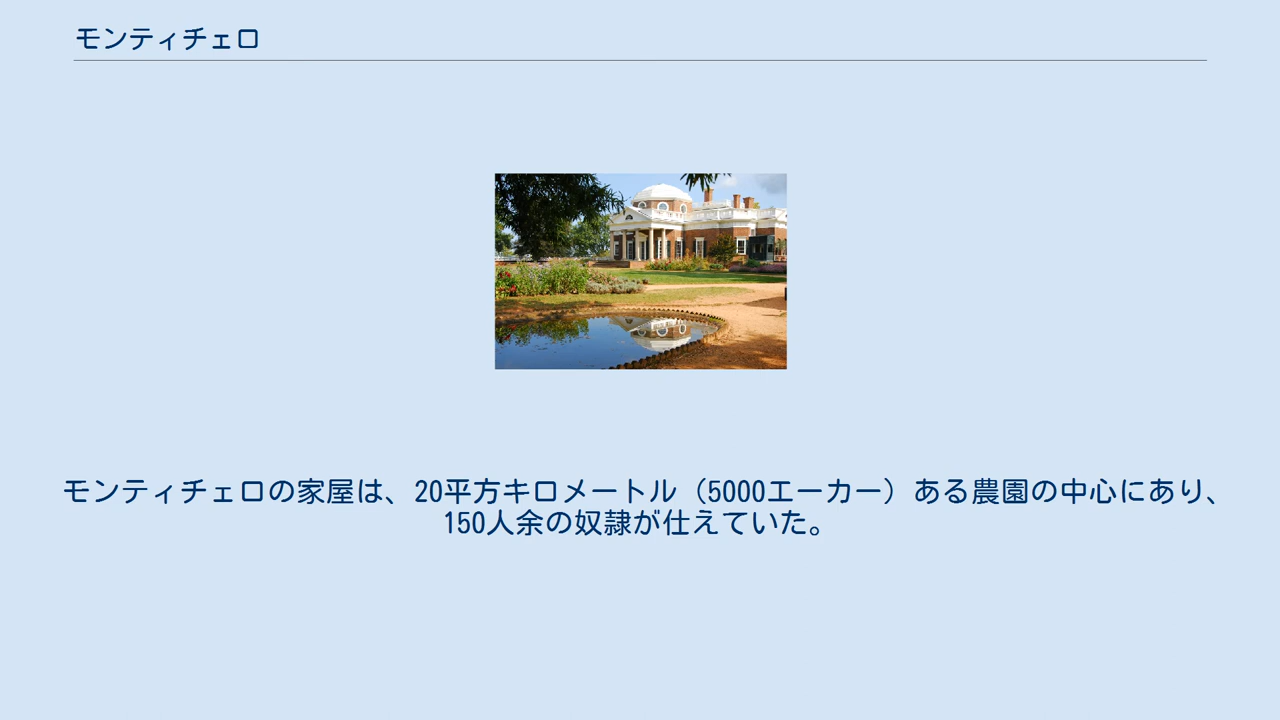 モンティチェロ
モンティチェロの家屋は、20平方キロメートル（5000エーカー）ある農園の中心にあり、
150人余の奴隷が仕えていた。